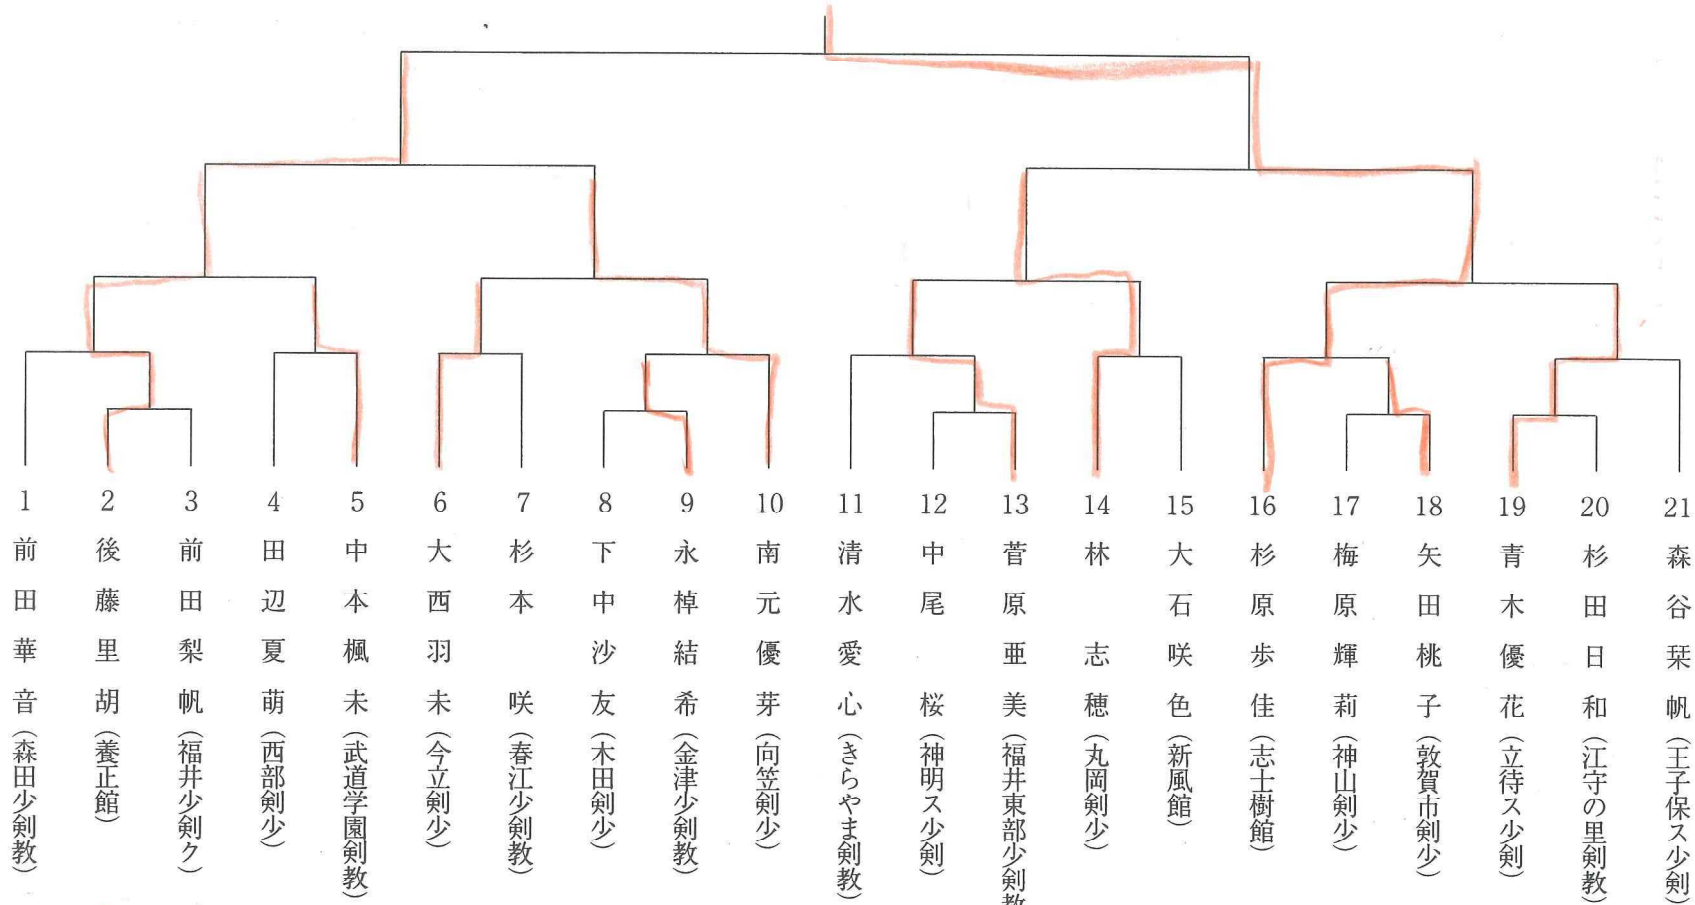 1 前田華音(森田少剣教)
2 後藤里胡(養正館)
3 前田梨帆(福井少剣ク)
4 田辺夏萌(西部剣少)
5 中本楓未(武道学園剣教)
6 大西羽未(今立剣少)
7 杉本咲(春江少剣教)
8 下中沙友(木田剣少)
9 永棹結希(金津少剣教)
10 南元優芽(向笠剣少)
11 清水愛心(きらやま剣教)
12 中尾桜(神明ス少剣)
13 菅原亜美(福井東部少剣教
14 林志穂(丸岡剣少)
15 大石咲色(新風館)
16 杉原歩佳(志士樹館)
17 梅原輝莉(神山剣少)
18 矢田桃子(敦賀市剣少)
19 青木優花(立待ス少剣)
20 杉田日和(江守の里剣教)
21 森谷栞帆(王子保ス少剣)